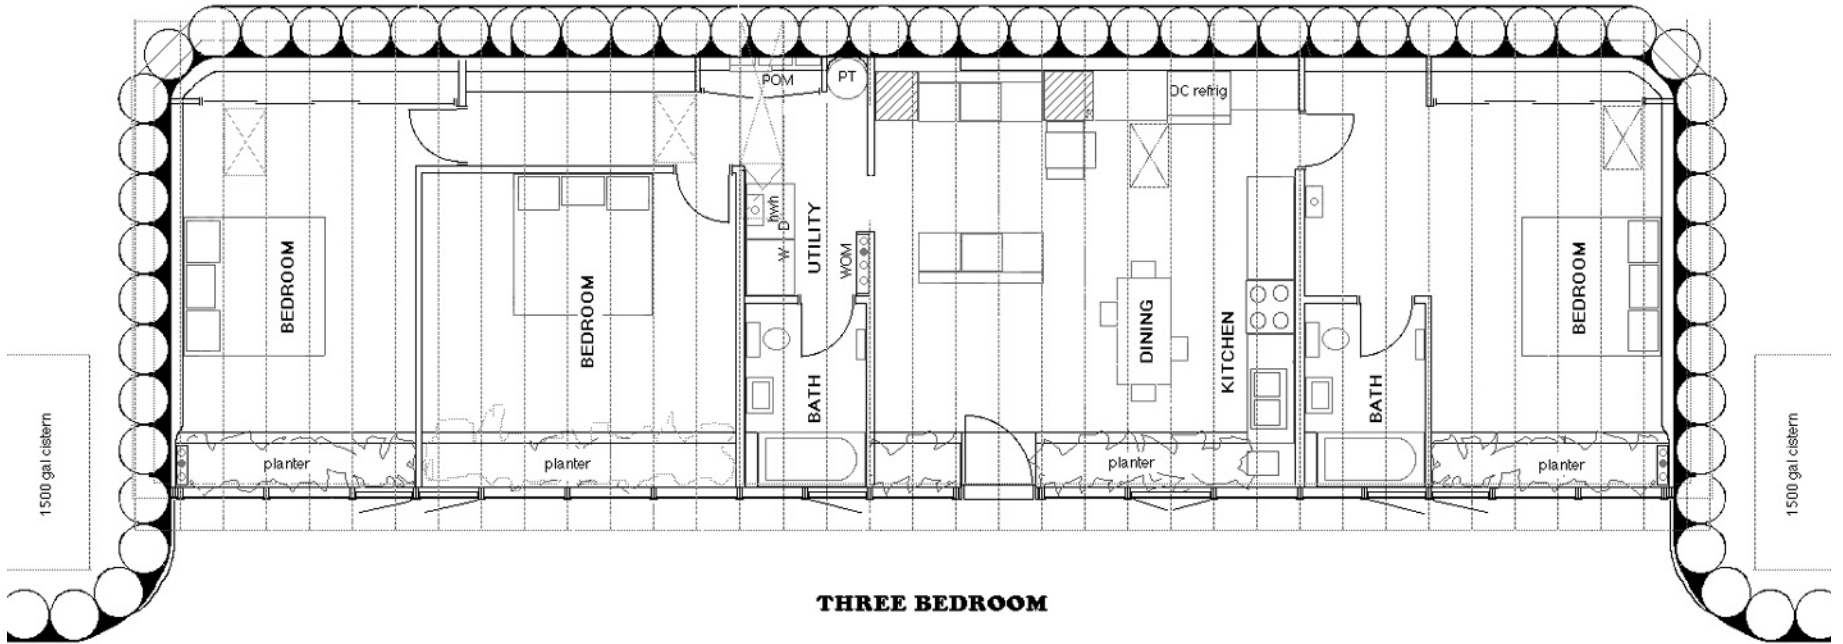 POM
PT
DC refrig
hwh
D
W
UTILITY
WOM
BEDROOM
BEDROOM
BEDROOM
DINING
KITCHEN
BATH
BATH
planter
planter
planter
planter
1500 gal cistern
1500 gal cistern
THREE BEDROOM